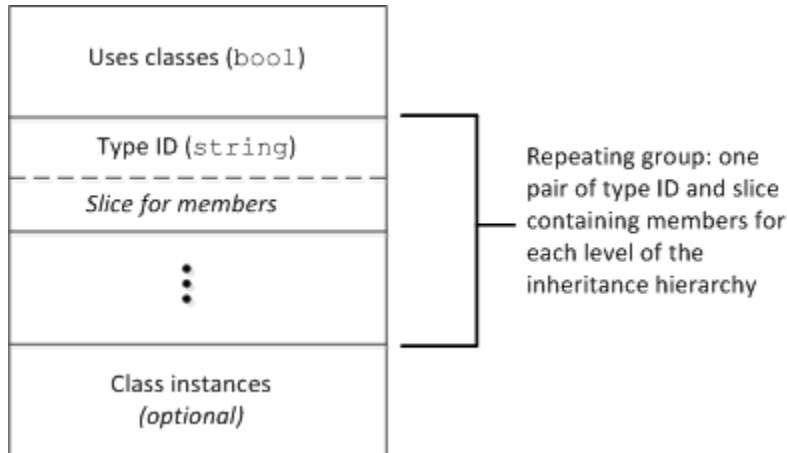 Uses classes (bool)
Type ID (string)
Slice for members
Class instances
(optional)
Repeating group: one
pair of type ID and slice
containing members for
each level of the
inheritance hierarchy